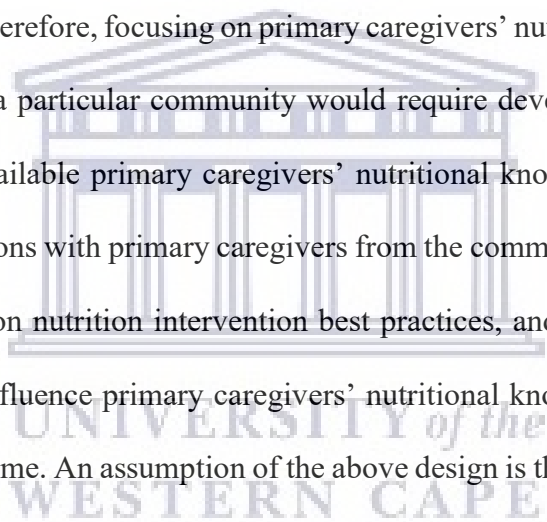 erefore, focusing on primary caregivers’ nu
a particular community would require deve
ailable primary caregivers’ nutritional kno
ons with primary caregivers from the comm
on nutrition intervention best practices, and
fluence primary caregivers’ nutritional kno
UNIVERSITY of the
me. An assumption of the above design is th
WESTERN CAPE